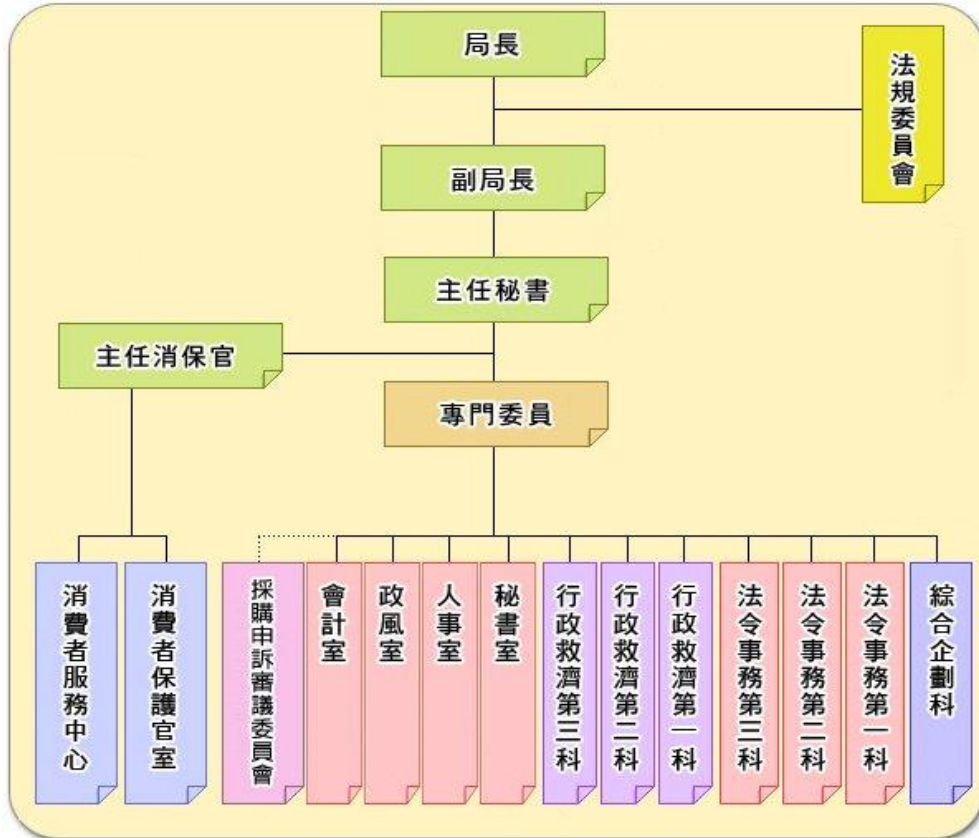 局長
法規委員會
副局長
主任秘書
主任消保官
專門委員
消費者服務中心
消費者保護官室
採購申訴審議委員會
會計室
政風室
人事室
秘書室
行政救濟第三科
行政救濟第二科
行政救濟第一科
法令事務第三科
法令事務第二科
法令事務第一科
綜合企劃科